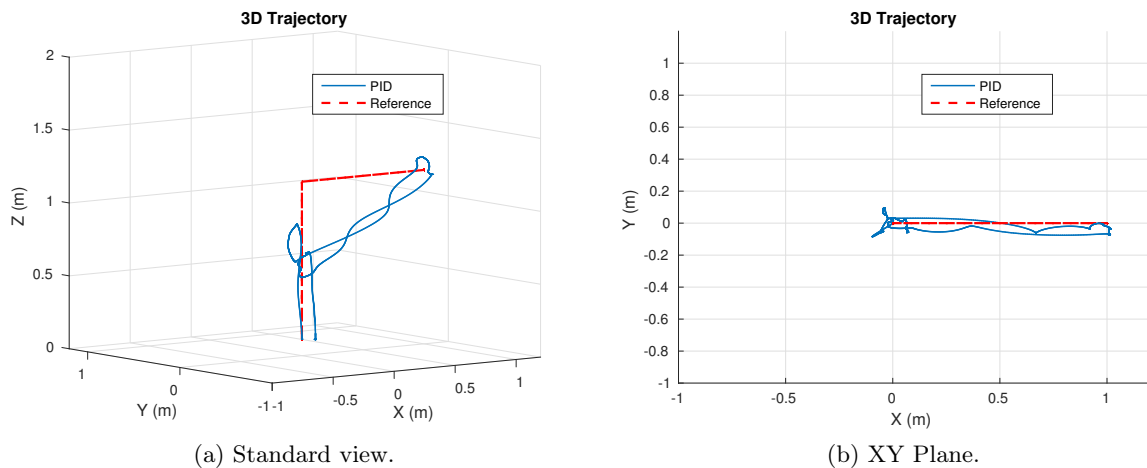 3D Trajectory
2
1.5
1
0.5
0
Z (m)
PID
Reference
1
0
-1
Y (m)
-1
-0.5
0
0.5
1
X (m)
(a) Standard view.
3D Trajectory
1
0.8
0.6
0.4
0.2
0
-0.2
-0.4
-0.6
-0.8
-1
Y (m)
PID
Reference
-1
-0.5
0
0.5
1
X (m)
(b) XY Plane.